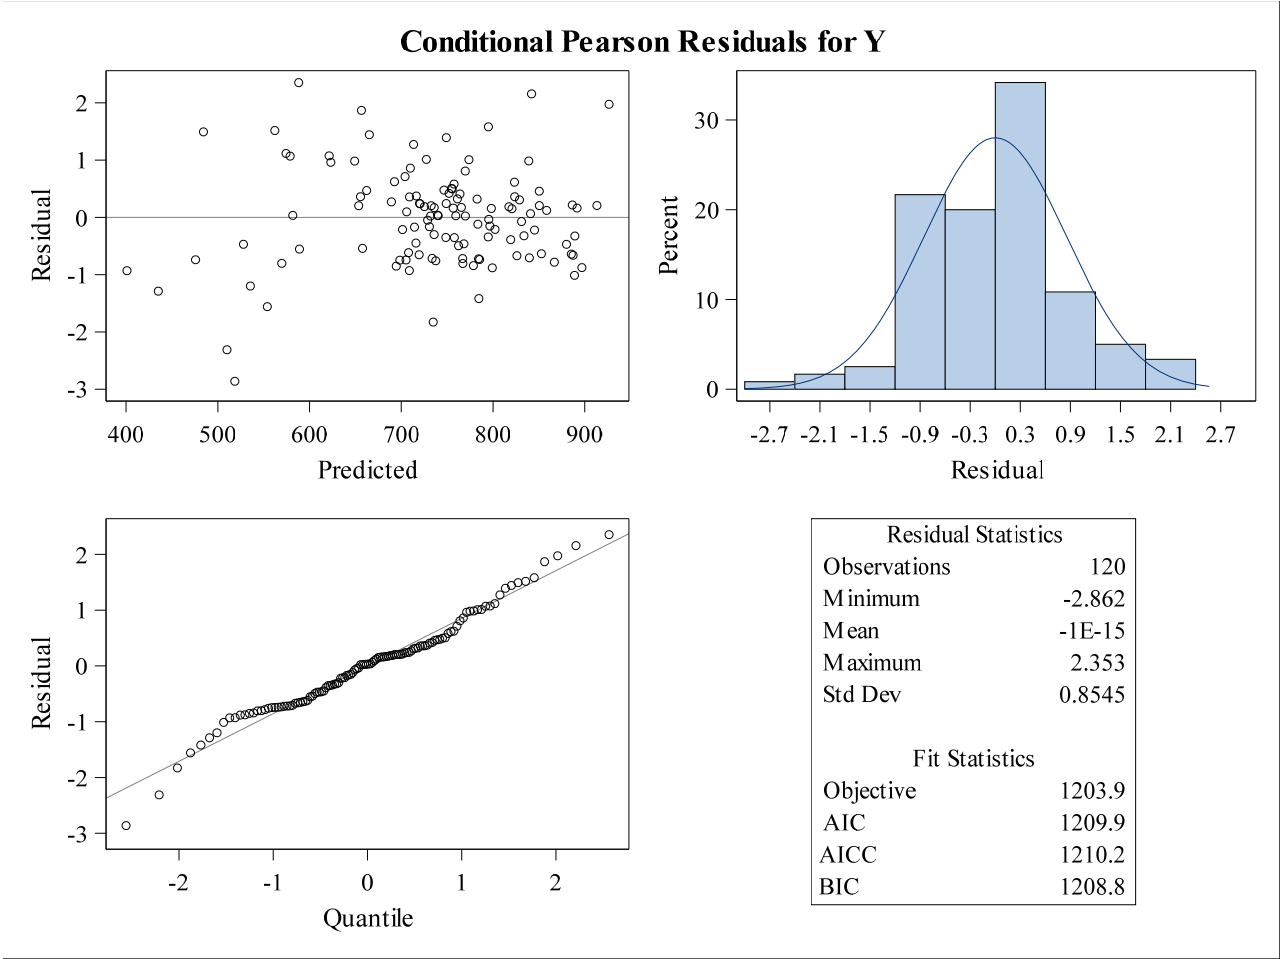 Conditional Pearson Residuals for Y
2
1
0
-1
-2
-3
Residual
400 500 600 700 800 900
Predicted
30
20
10
0
Percent
-2.7 -2.1 -1.5 -0.9 -0.3 0.3 0.9 1.5 2.1 2.7
Residual
2
1
0
-1
-2
-3
Residual
-2 -1 0 1 2
Quantile
Residual Statistics
Observations 120
Minimum -2.862
Mean -1E-15
Maximum 2.353
Std Dev 0.8545
Fit Statistics
Objective 1203.9
AIC 1209.9
AICC 1210.2
BIC 1208.8